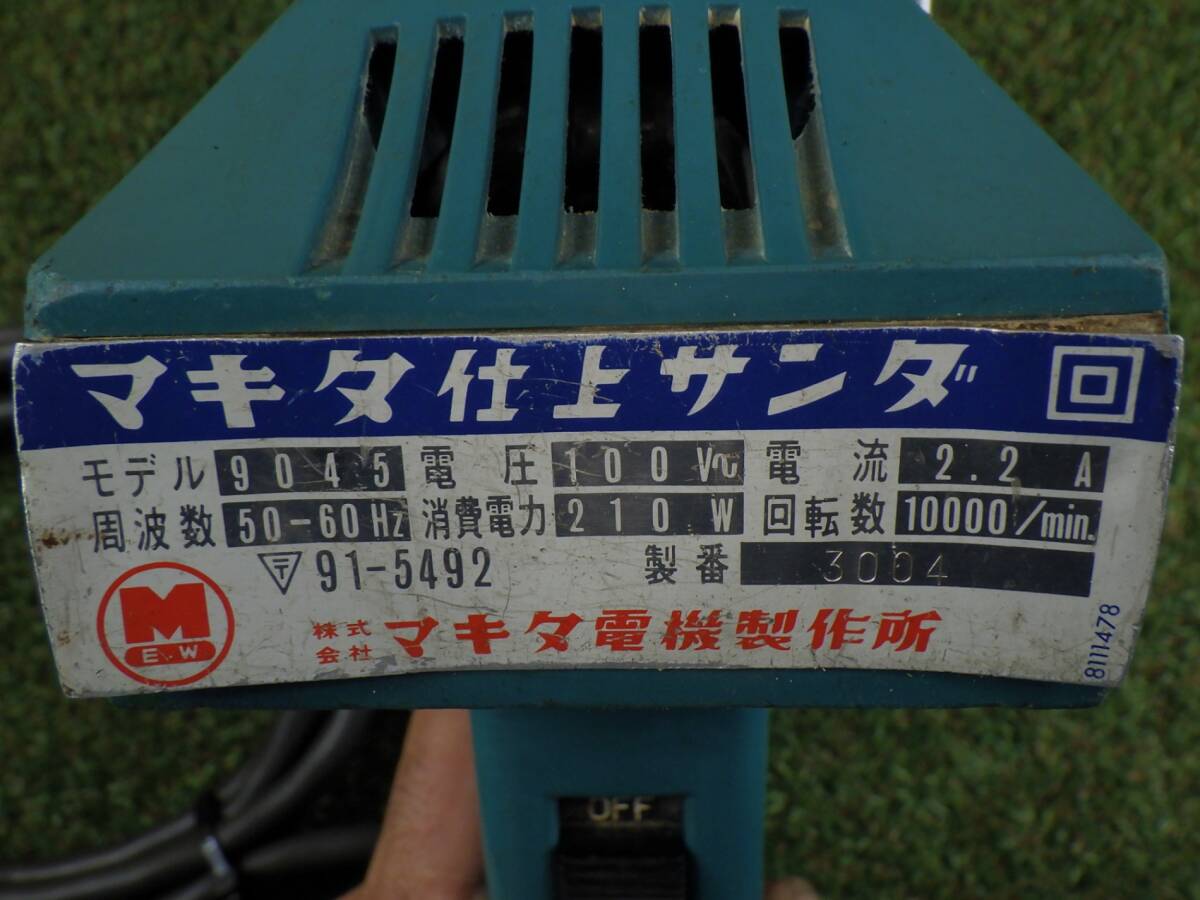 マキタ仕上サンダ 回
モデル 9045 電圧 100V〜 電流 2.2A
周波数 50-60Hz 消費電力 210W 回転数 10000/min.
〒 91-5492 製番 3004
M
E W
株式会社 マキタ電機製作所
8111478
OFF